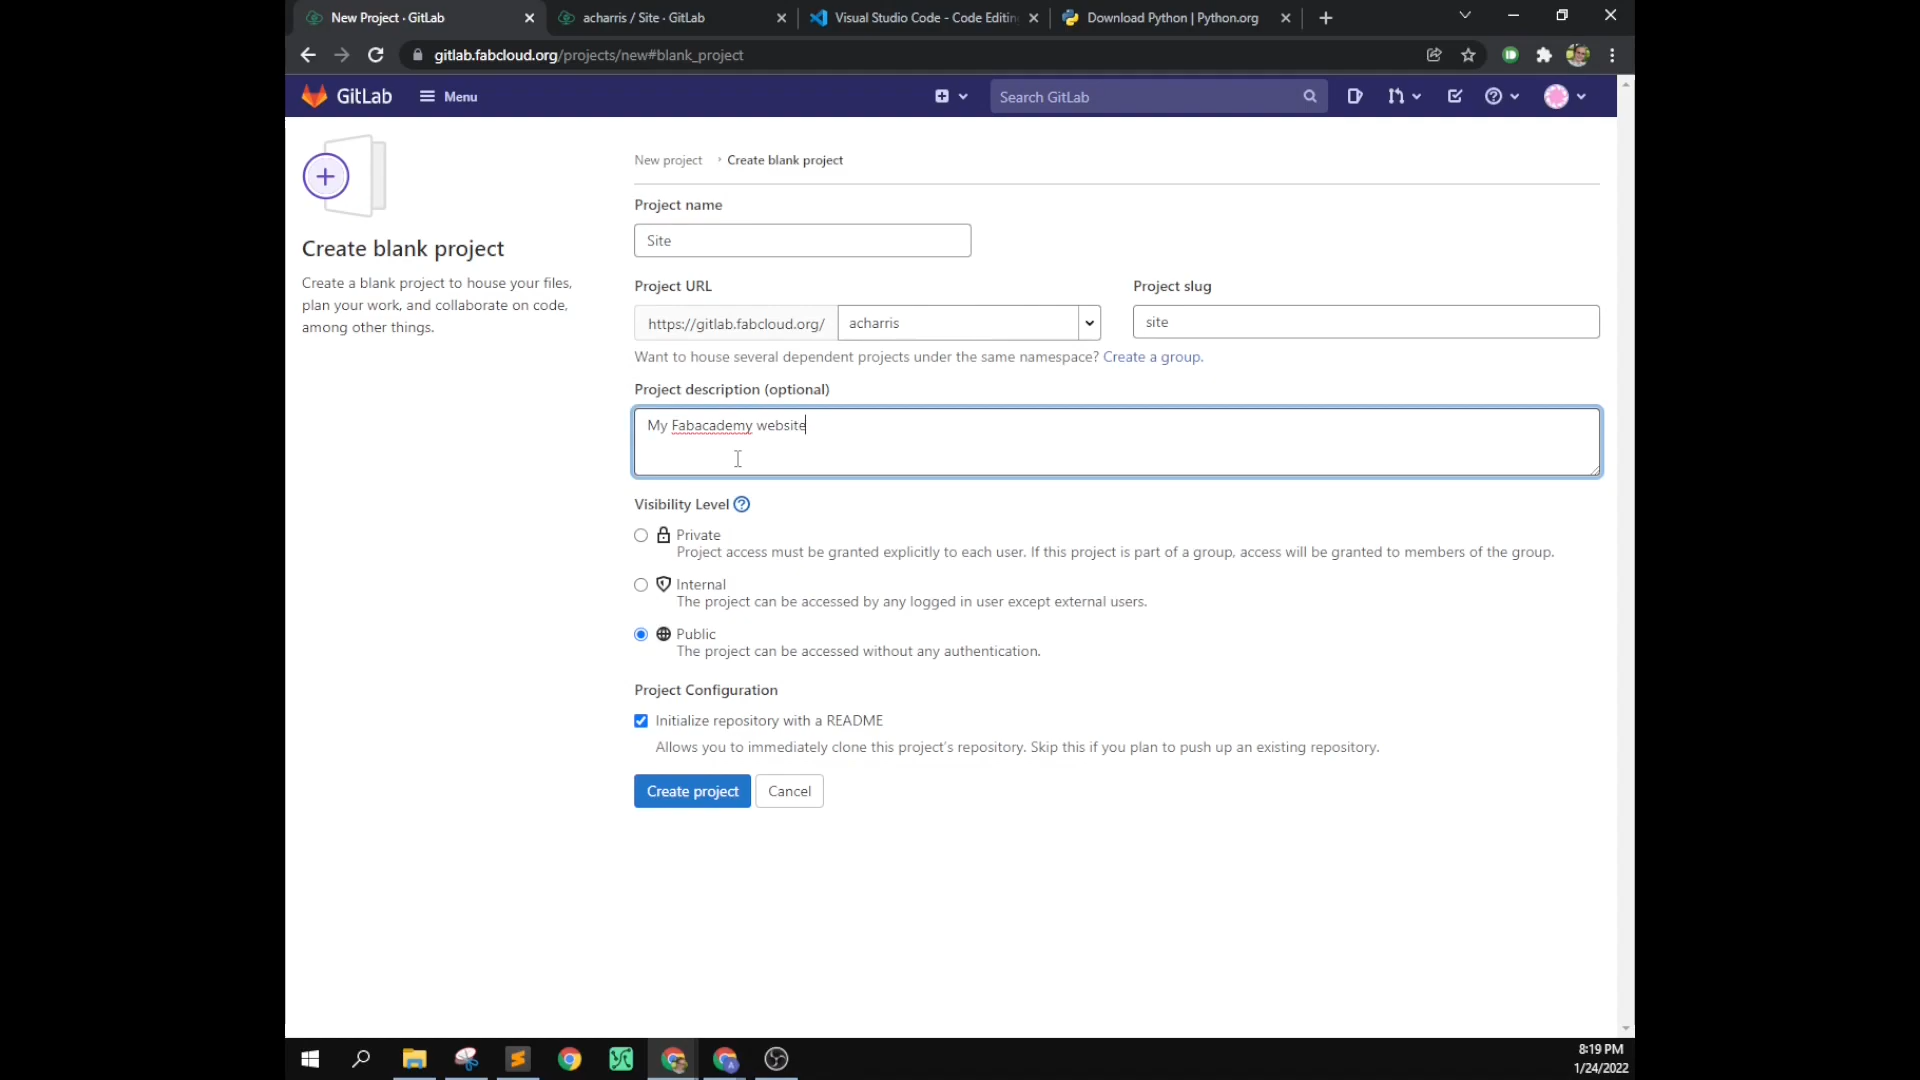 New Project · GitLab
acharris / Site · GitLab
Visual Studio Code - Code Editin
Download Python | Python.org
gitlab.fabcloud.org/projects/new#blank_project
GitLab
Menu
Search GitLab
New project
Create blank project
Create blank project
Create a blank project to house your files,
plan your work, and collaborate on code,
among other things.
Project name
Site
Project URL
Project slug
https://gitlab.fabcloud.org/
acharris
site
Want to house several dependent projects under the same namespace? Create a group.
Project description (optional)
My Fabacademy website
Visibility Level
Private
Project access must be granted explicitly to each user. If this project is part of a group, access will be granted to members of the group.
Internal
The project can be accessed by any logged in user except external users.
Public
The project can be accessed without any authentication.
Project Configuration
Initialize repository with a README
Allows you to immediately clone this project's repository. Skip this if you plan to push up an existing repository.
Create project
Cancel
8:19 PM
1/24/2022